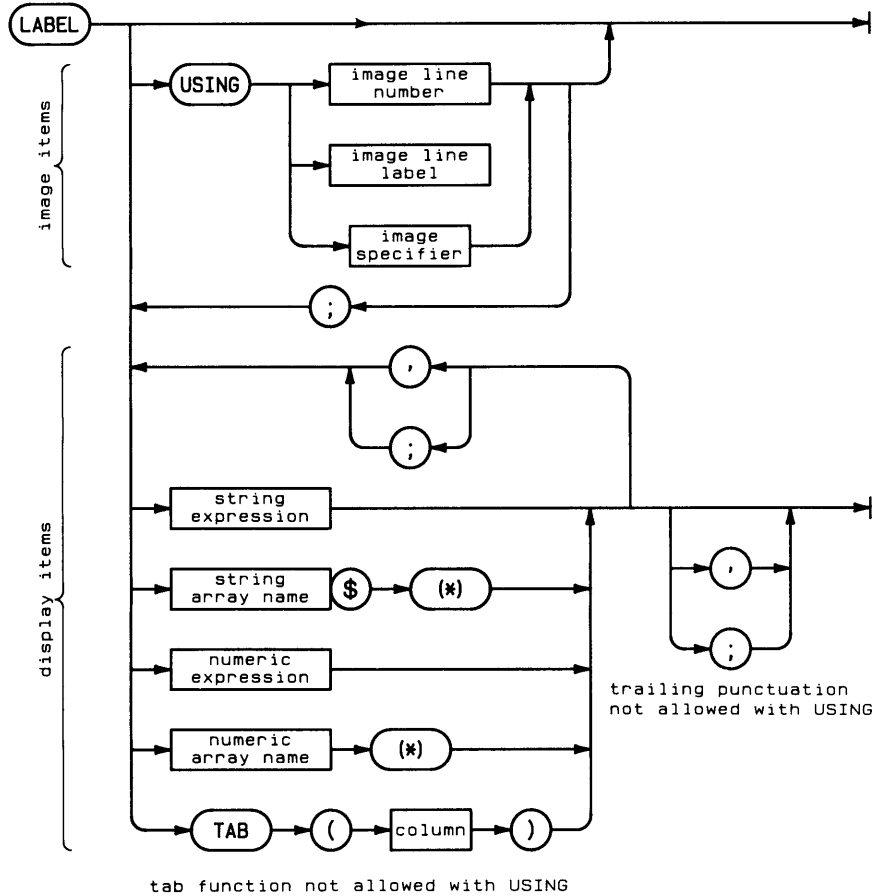 LABEL
USING
image line
number
image line
label
image
specifier
image items
;
,
;
string
expression
string
array name
$
(*)
numeric
expression
numeric
array name
(*)
TAB
(
column
)
display items
,
;
trailing punctuation
not allowed with USING
tab function not allowed with USING